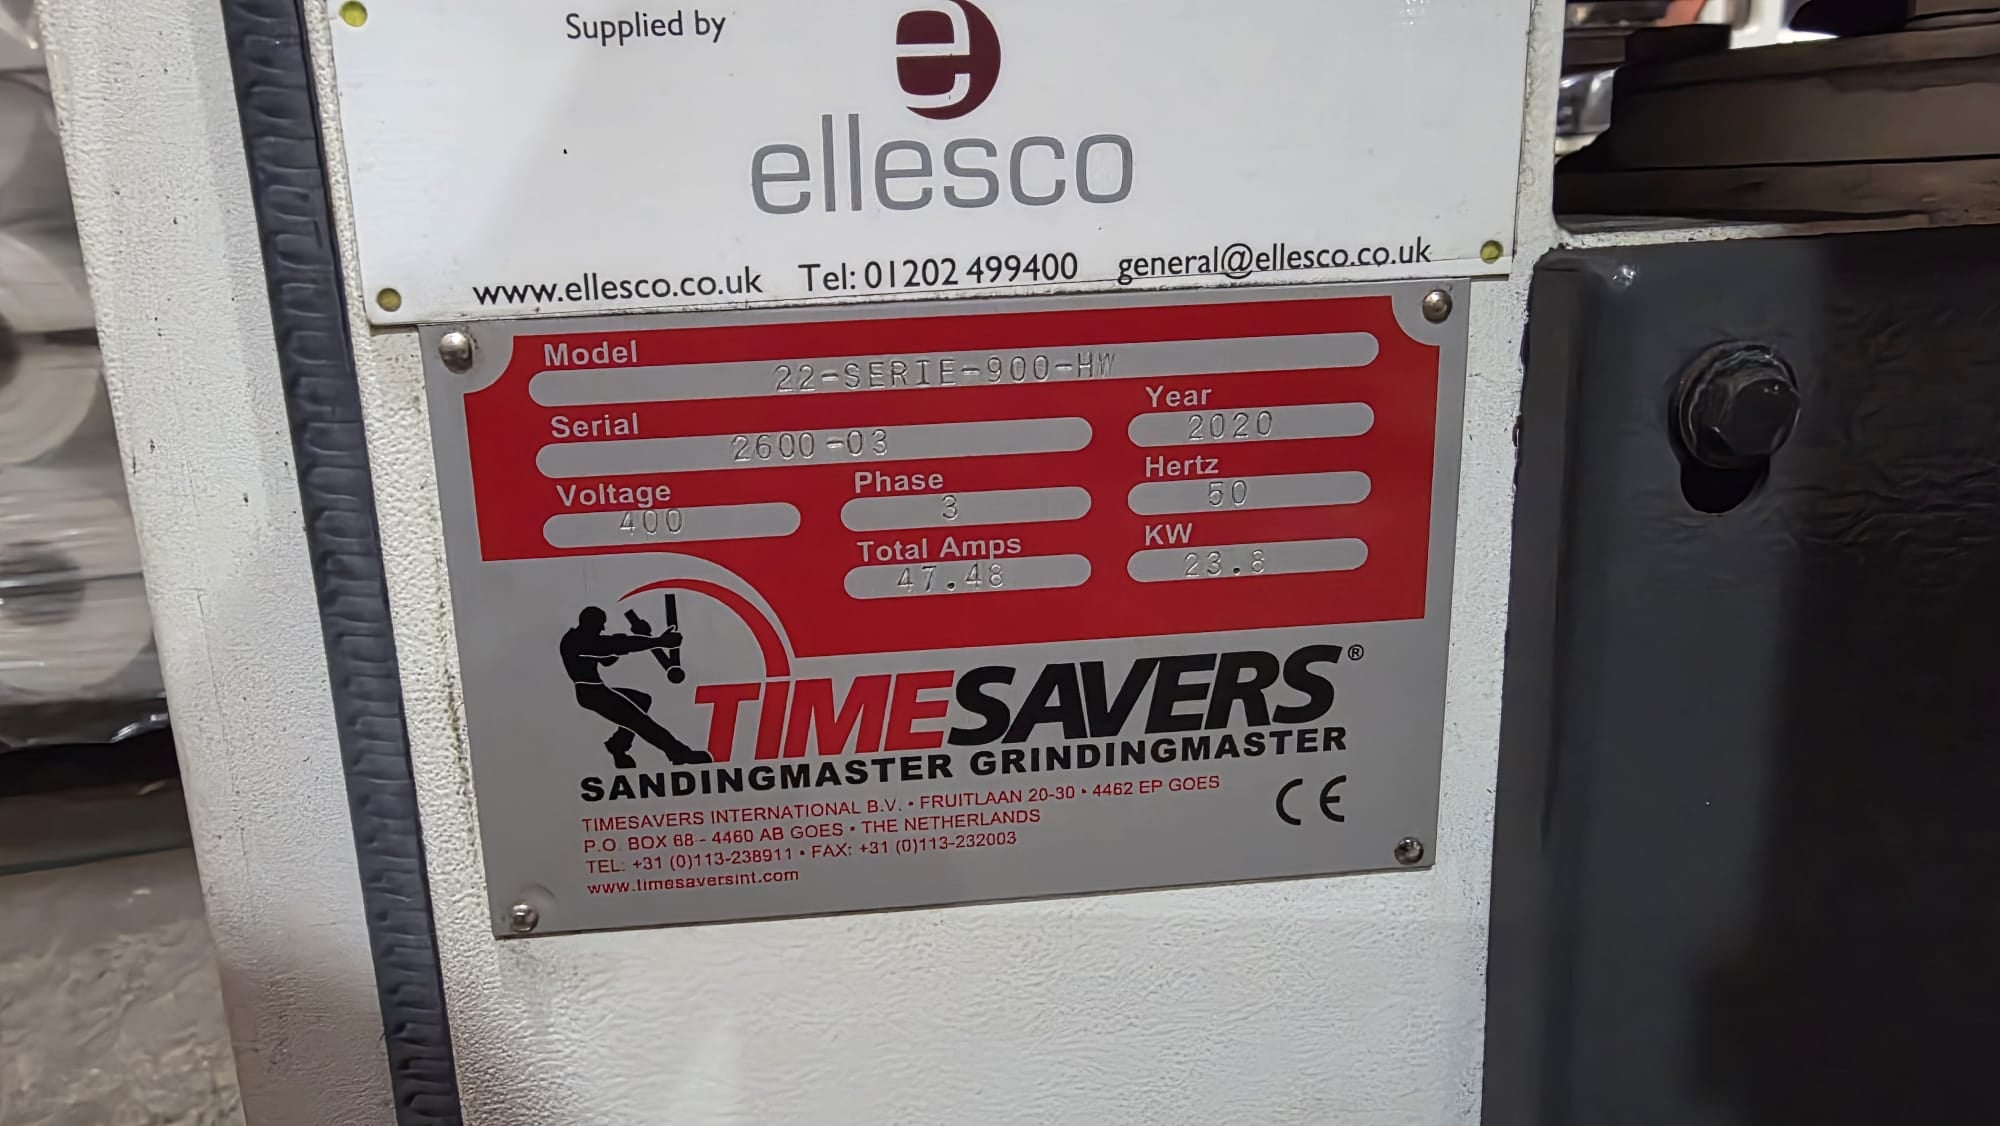 Supplied by
e
ellesco
www.ellesco.co.uk Tel: 01202 499400 general@ellesco.co.uk
Model
22-SERIE-900-HW
Serial
2600-03
Year
2020
Voltage
400
Phase
3
Hertz
50
Total Amps
47.48
KW
23.8
TIMESAVERS®
SANDINGMASTER GRINDINGMASTER
TIMESAVERS INTERNATIONAL B.V. • FRUITLAAN 20-30 • 4462 EP GOES
P.O. BOX 68 - 4460 AB GOES • THE NETHERLANDS
TEL: +31 (0)113-238911 • FAX: +31 (0)113-232003
www.timesaversint.com
CE